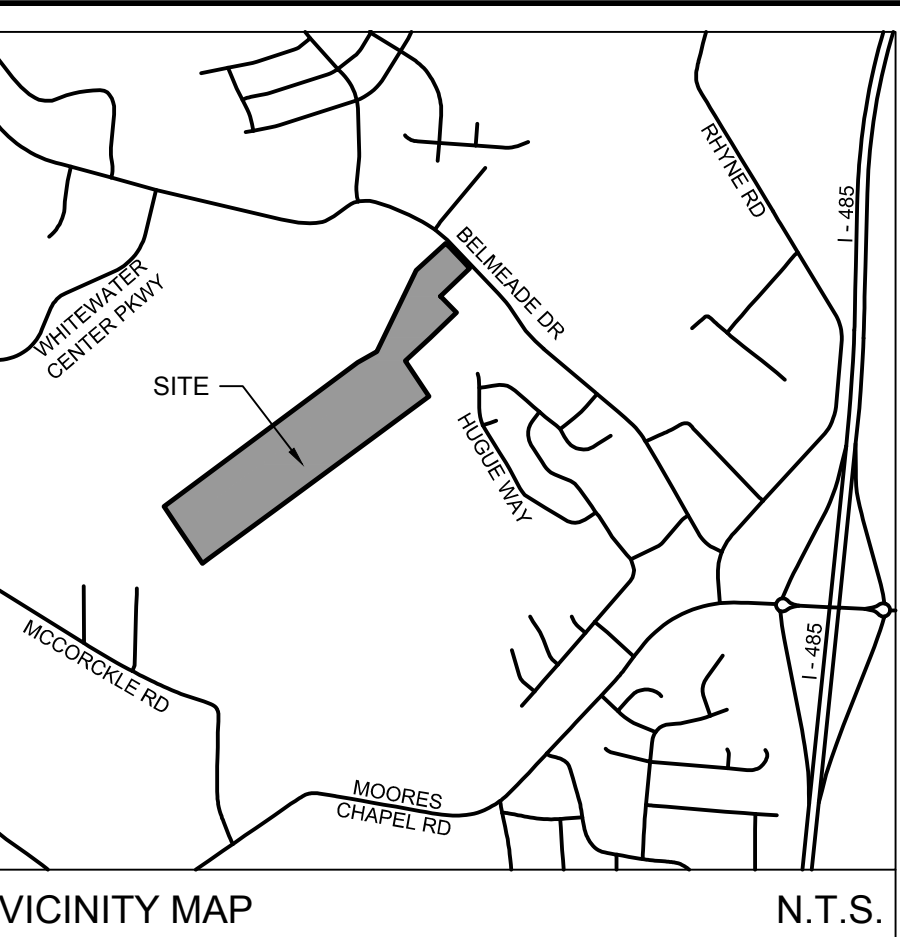 RHYNE RD
I - 485
BELMEADE DR
WHITEWATER
CENTER PKWY
SITE
HUGUE WAY
MCCORCKLE RD
I - 485
MOORES
CHAPEL RD
VICINITY MAP
N.T.S.